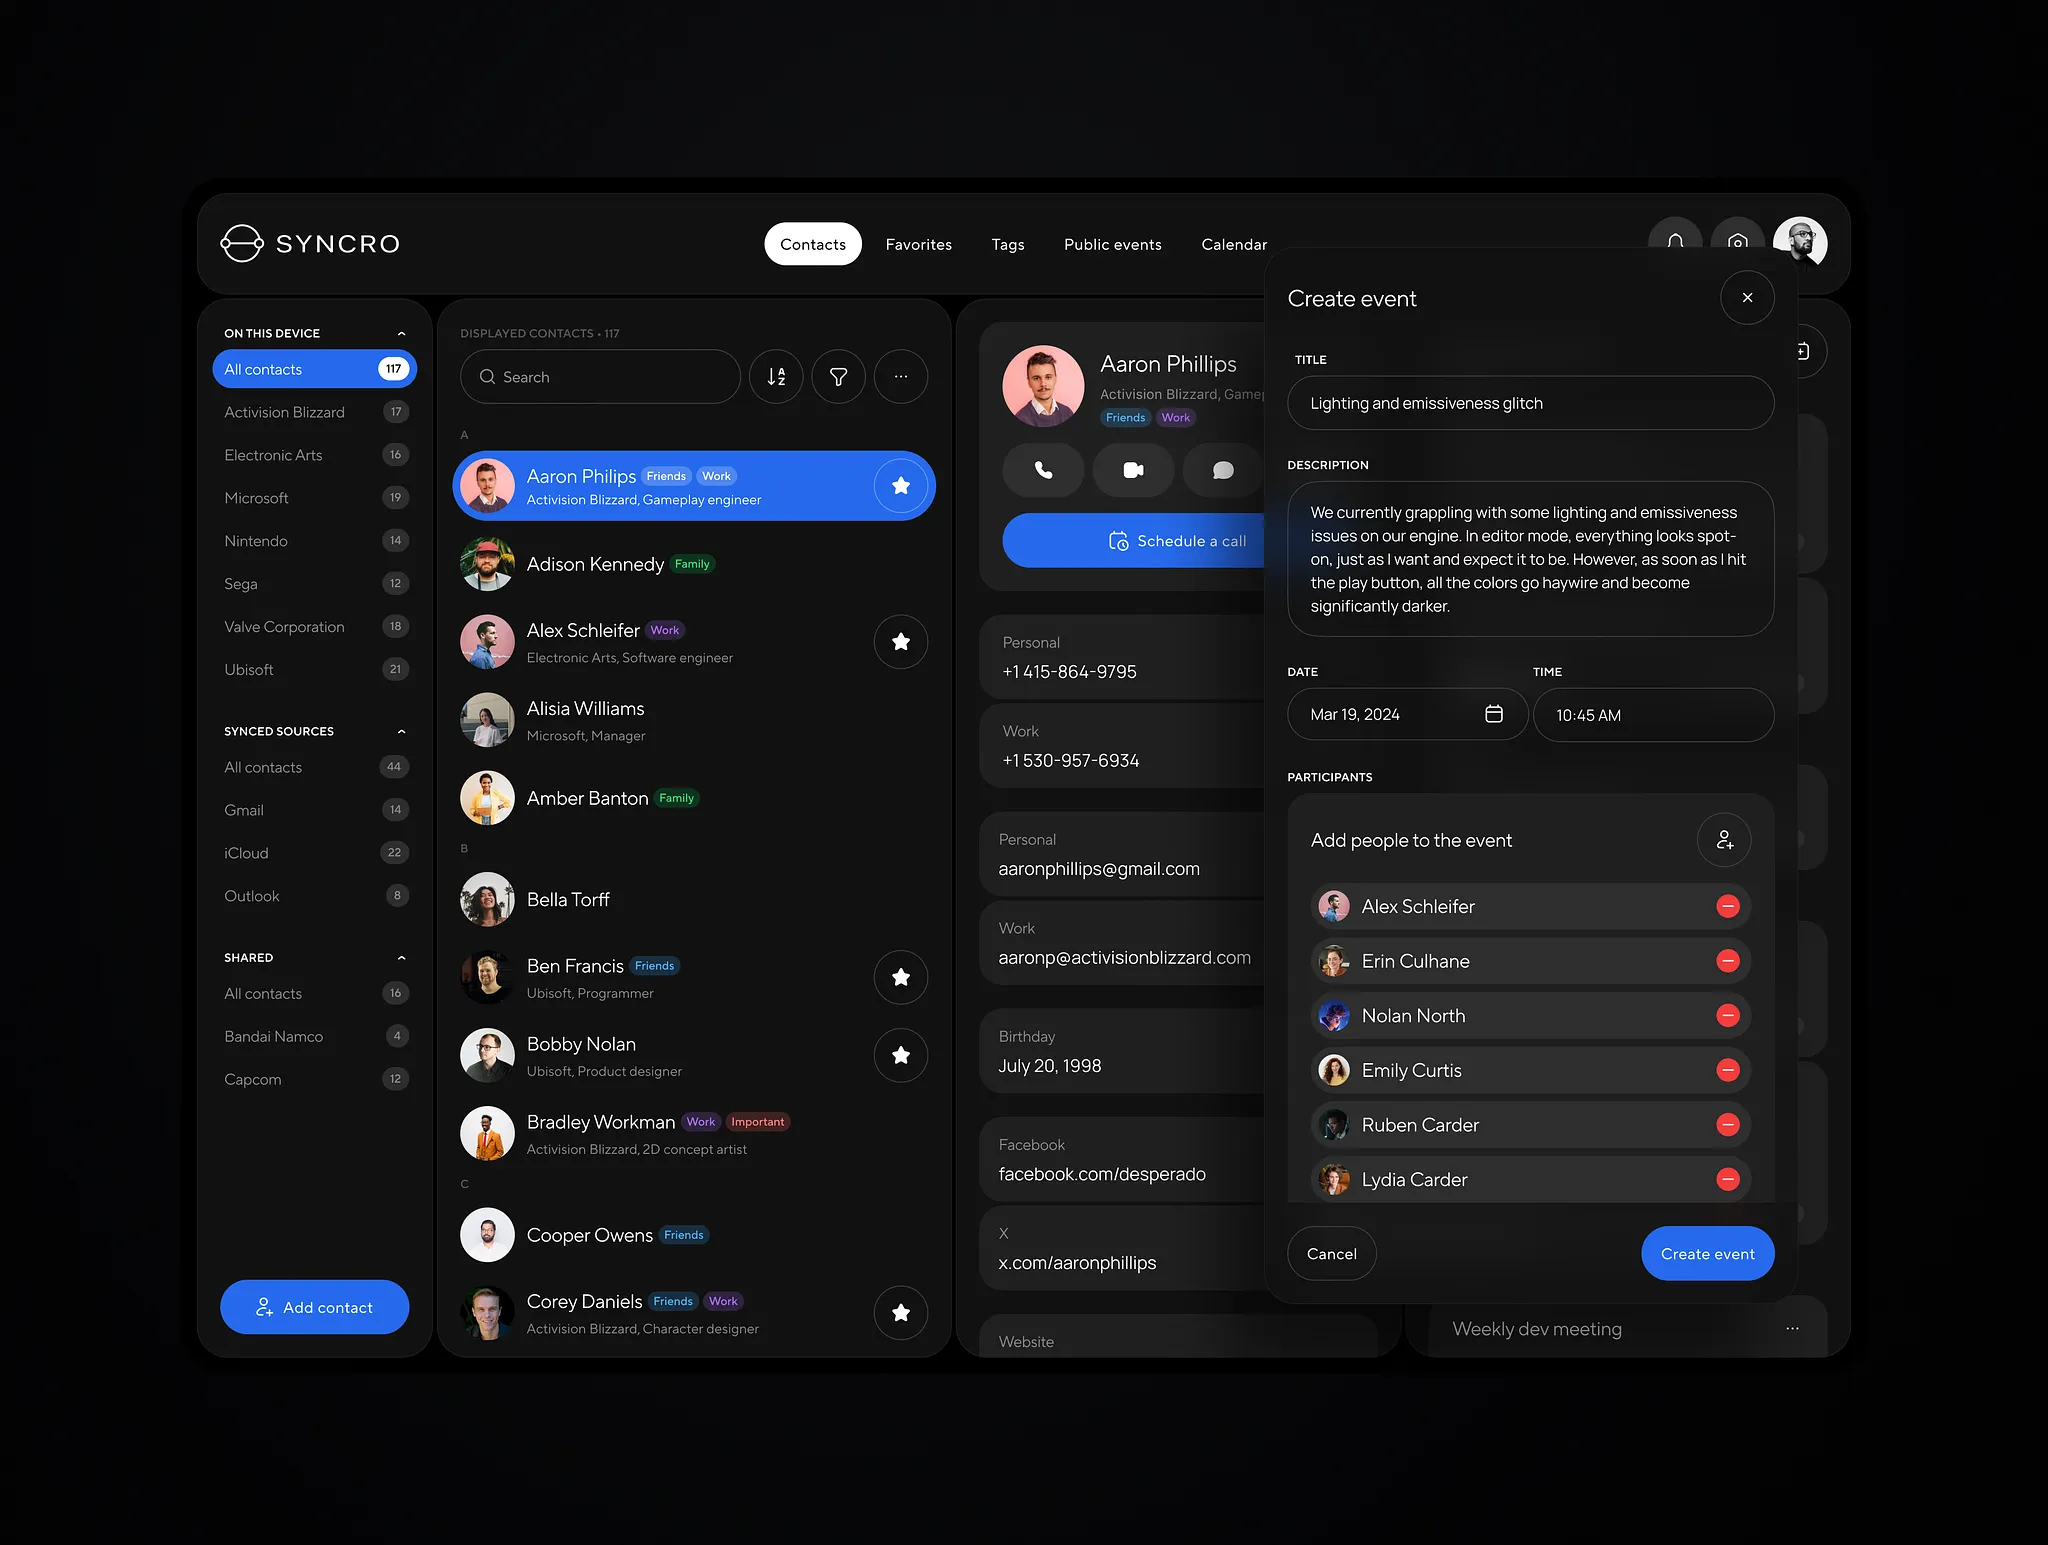 SYNCRO
Contacts
Favorites
Tags
Public events
Calendar
ON THIS DEVICE
All contacts 117
Activision Blizzard 17
Electronic Arts 16
Microsoft 19
Nintendo 14
Sega 12
Valve Corporation 18
Ubisoft 21
SYNCED SOURCES
All contacts 44
Gmail 14
iCloud 22
Outlook 8
SHARED
All contacts 16
Bandai Namco 4
Capcom 12
Add contact
DISPLAYED CONTACTS • 117
Search
A
Aaron Philips Friends Work
Activision Blizzard, Gameplay engineer
Adison Kennedy Family
Alex Schleifer Work
Electronic Arts, Software engineer
Alisia Williams
Microsoft, Manager
Amber Banton Family
B
Bella Torff
Ben Francis Friends
Ubisoft, Programmer
Bobby Nolan
Ubisoft, Product designer
Bradley Workman Work Important
Activision Blizzard, 2D concept artist
C
Cooper Owens Friends
Corey Daniels Friends Work
Activision Blizzard, Character designer
Aaron Phillips
Activision Blizzard, Gamep
Friends Work
Schedule a call
Personal
+1 415-864-9795
Work
+1 530-957-6934
Personal
aaronphillips@gmail.com
Work
aaronp@activisionblizzard.com
Birthday
July 20, 1998
Facebook
facebook.com/desperado
X
x.com/aaronphillips
Website
Create event
TITLE
Lighting and emissiveness glitch
DESCRIPTION
We currently grappling with some lighting and emissiveness
issues on our engine. In editor mode, everything looks spot-
on, just as I want and expect it to be. However, as soon as I hit
the play button, all the colors go haywire and become
significantly darker.
DATE
Mar 19, 2024
TIME
10:45 AM
PARTICIPANTS
Add people to the event
Alex Schleifer
Erin Culhane
Nolan North
Emily Curtis
Ruben Carder
Lydia Carder
Cancel
Create event
Weekly dev meeting